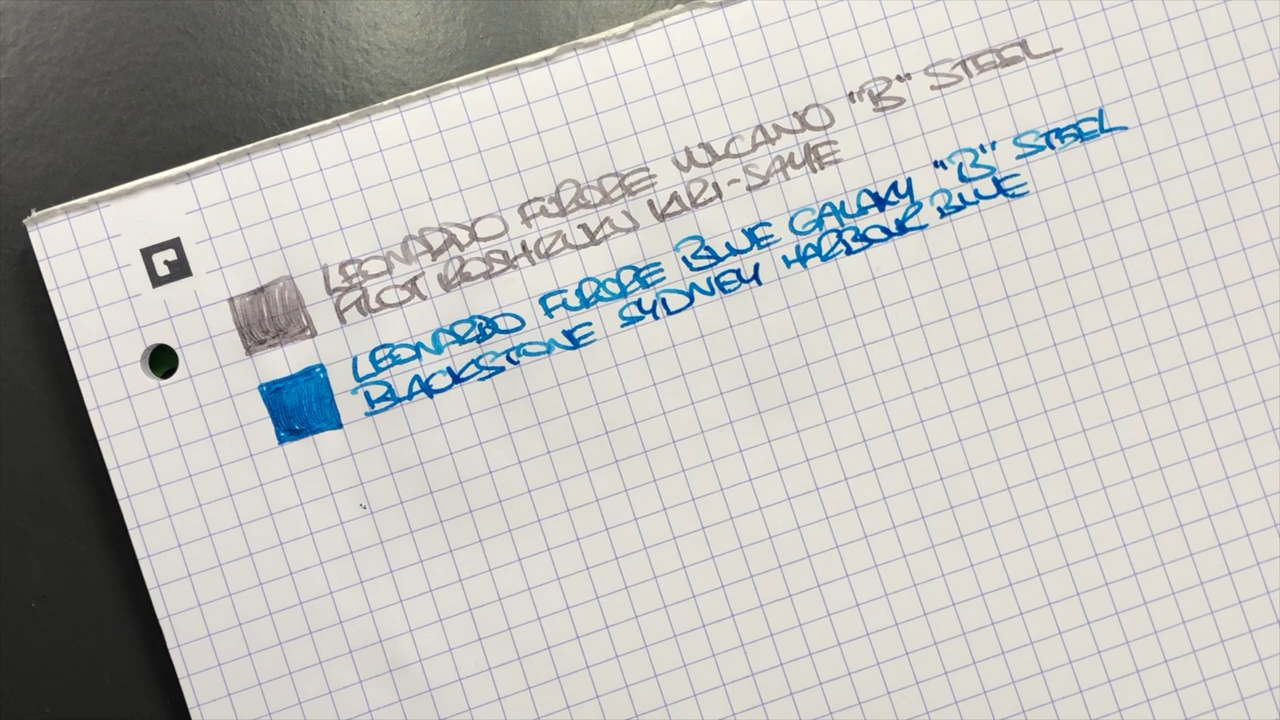 LEONARDO FURORE VULCANO "B" STEEL
PILOT IROSHIZUKU KIRI-SAME
LEONARDO FURORE BLUE GALAXY "B" STEEL
BLACKSTONE SYDNEY HARBOUR BLUE